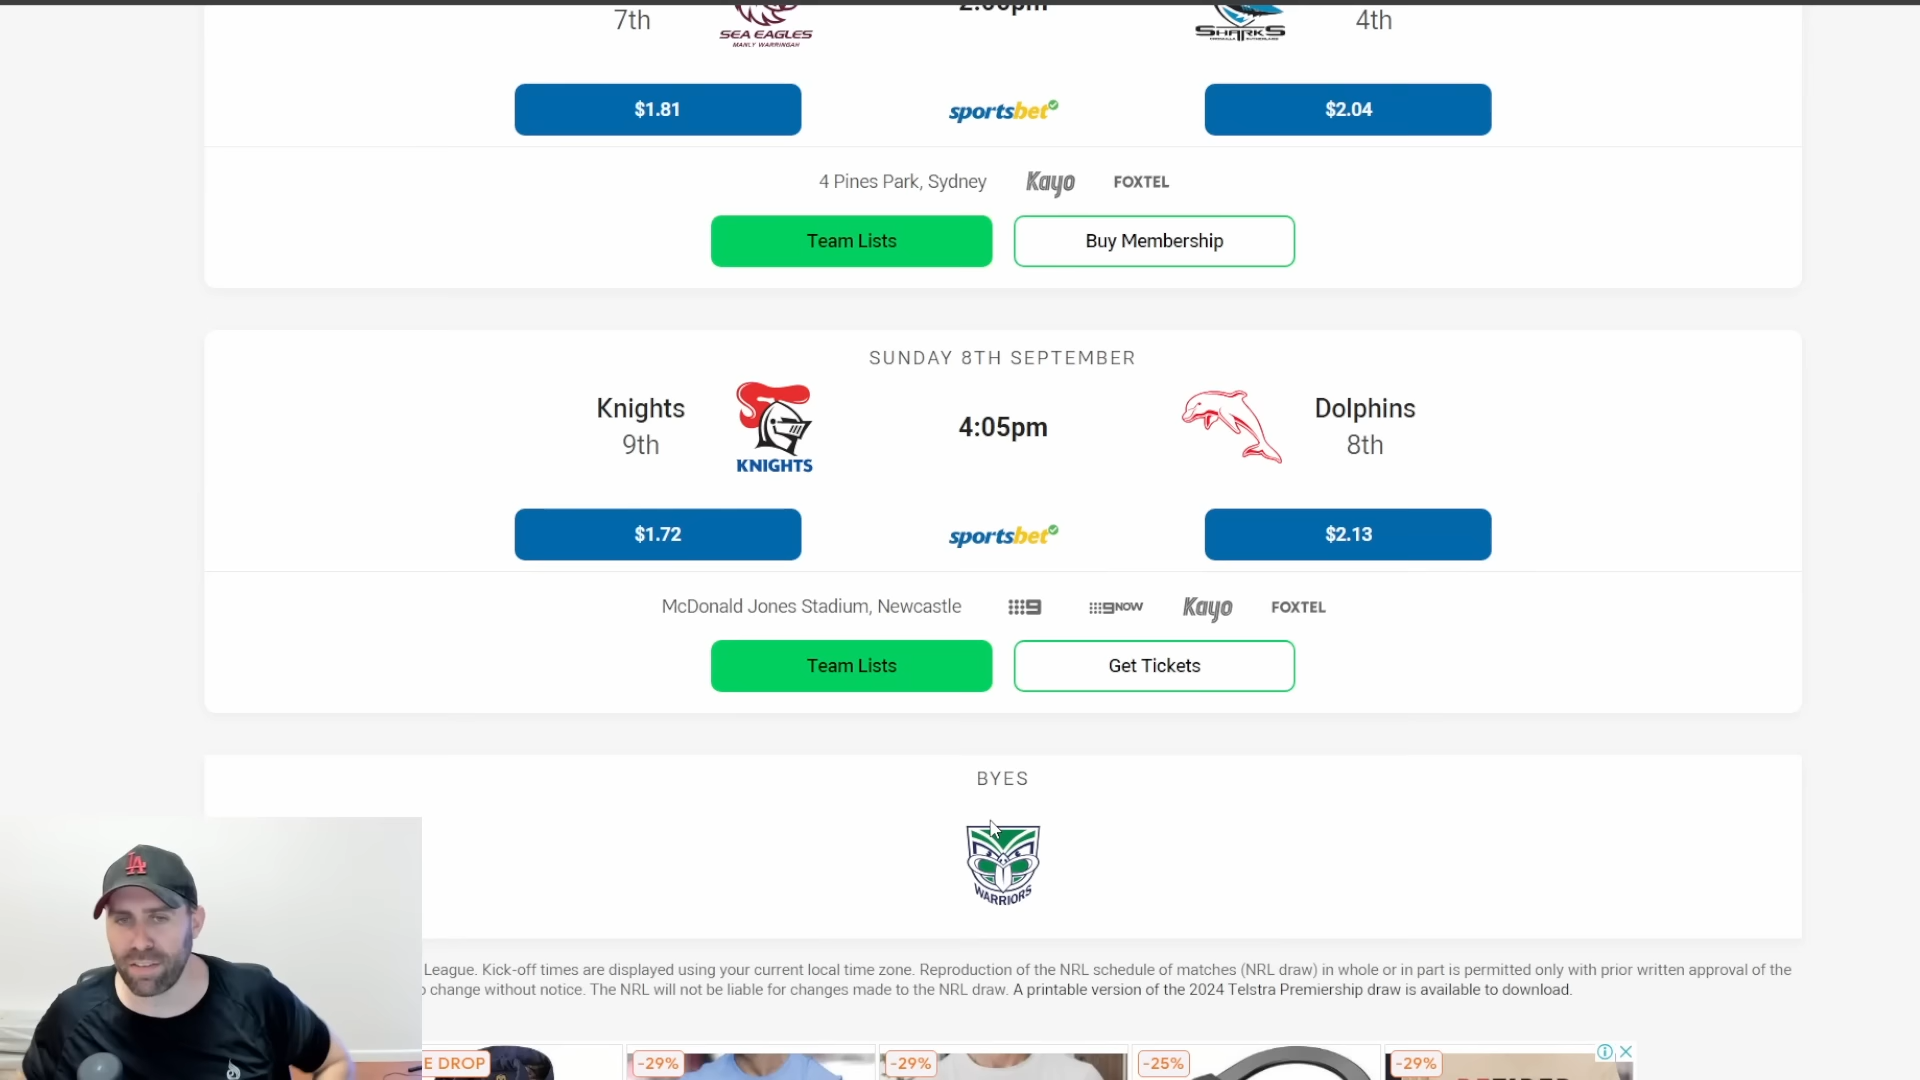 7th
SEA EAGLES
MANLY WARRINGAH
2:00pm
SHARKS
4th
$1.81
sportsbet
$2.04
4 Pines Park, Sydney
Kayo
FOXTEL
Team Lists
Buy Membership
SUNDAY 8TH SEPTEMBER
Knights
9th
KNIGHTS
4:05pm
Dolphins
8th
$1.72
sportsbet
$2.13
McDonald Jones Stadium, Newcastle
9
9NOW
Kayo
FOXTEL
Team Lists
Get Tickets
BYES
WARRIORS
LA
League. Kick-off times are displayed using your current local time zone. Reproduction of the NRL schedule of matches (NRL draw) in whole or in part is permitted only with prior written approval of the
change without notice. The NRL will not be liable for changes made to the NRL draw. A printable version of the 2024 Telstra Premiership draw is available to download.
E DROP
-29%
-29%
-25%
-29%